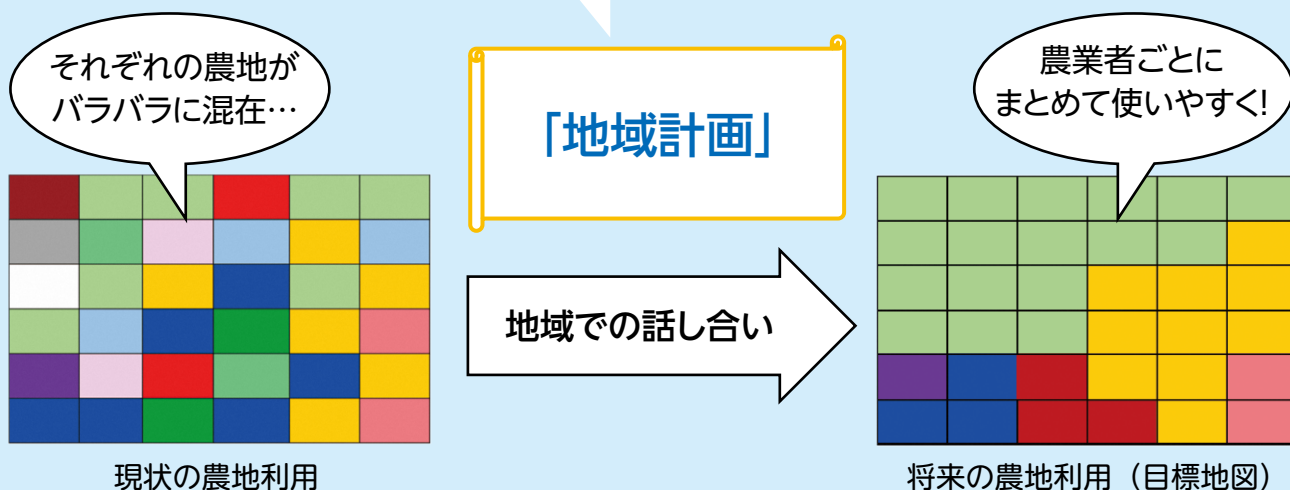 それぞれの農地が
バラバラに混在…
「地域計画」
農業者ごとに
まとめて使いやすく!
地域での話し合い
現状の農地利用
将来の農地利用（目標地図）